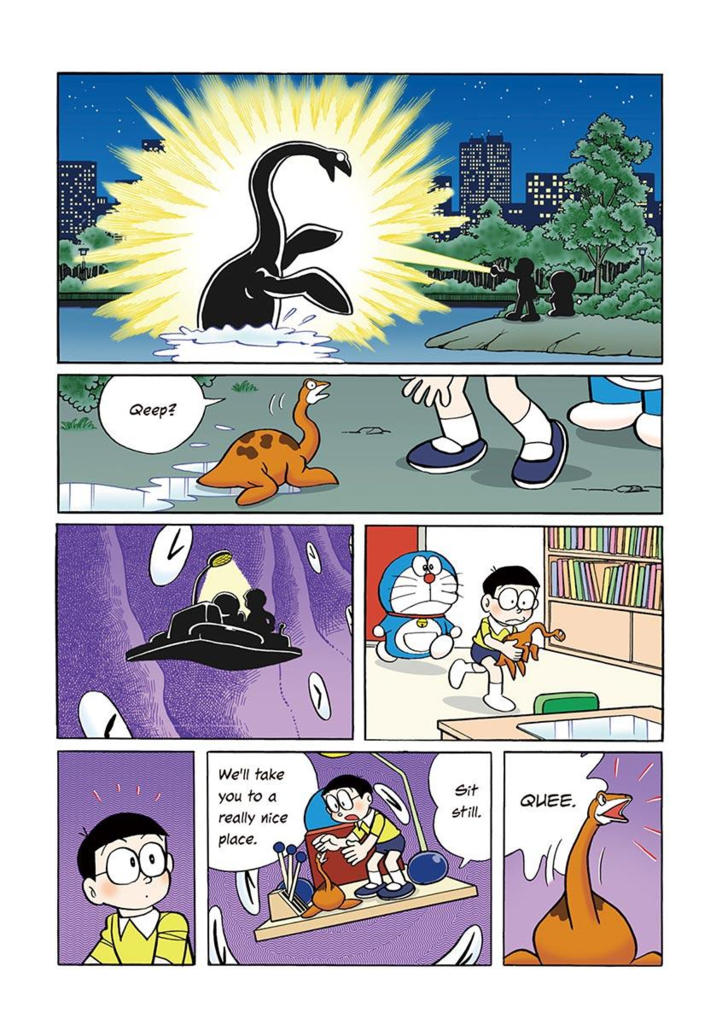 Qeep?
QUEE.
Sit
still.
We'll take
you to a
really nice
place.